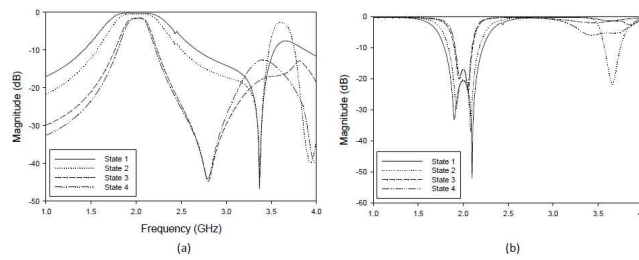 0
-10
-20
-30
-40
-50
Magnitude (dB)
State 1
State 2
State 3
State 4
1.0 1.5 2.0 2.5 3.0 3.5 4.0
Frequency (GHz)
(a)
0
-10
-20
-30
-40
-50
-60
Magnitude (dB)
State 1
State 2
State 3
State 4
1.0 1.5 2.0 2.5 3.0 3.5 4
(b)